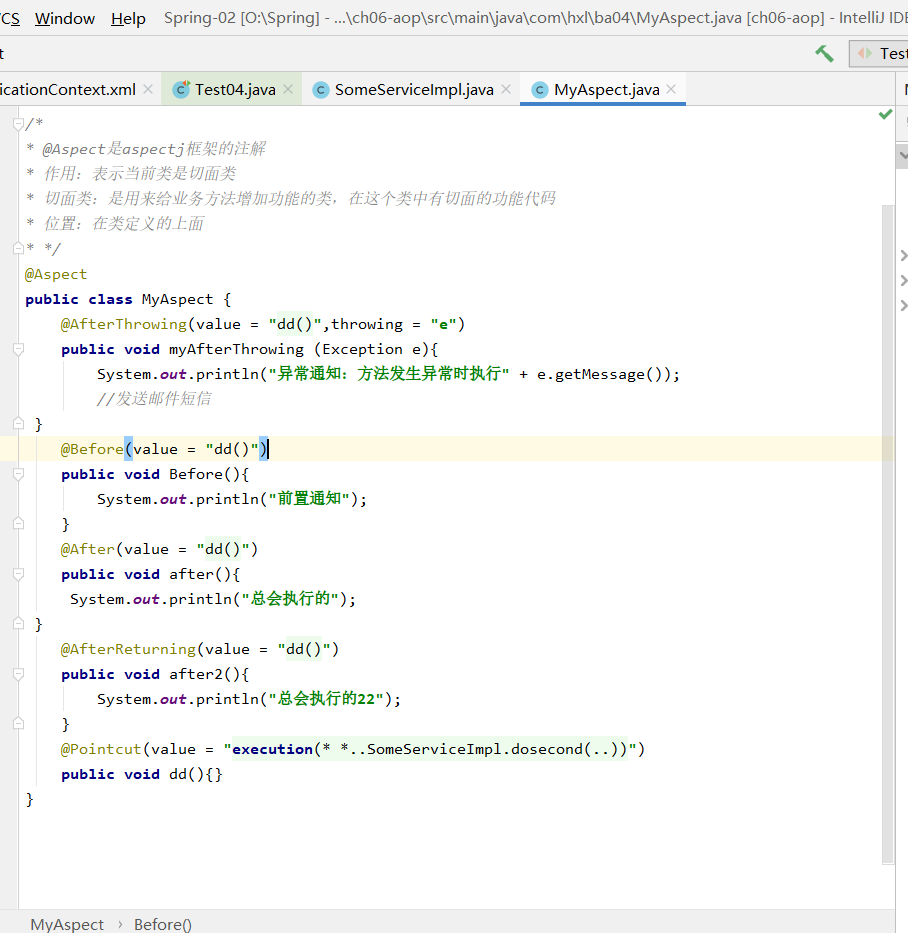 CS Window Help Spring-02 [O:\Spring] - ...\ch06-aop\src\main\java\com\hxl\ba04\MyAspect.java [ch06-aop] - IntelliJ IDE
t Test
icationContext.xml Test04.java SomeServiceImpl.java MyAspect.java
/*
* @Aspect是aspectj框架的注解
* 作用：表示当前类是切面类
* 切面类：是用来给业务方法增加功能的类，在这个类中有切面的功能代码
* 位置：在类定义的上面
* */
@Aspect
public class MyAspect {
@AfterThrowing(value = "dd()",throwing = "e")
public void myAfterThrowing (Exception e){
System.out.println("异常通知：方法发生异常时执行" + e.getMessage());
//发送邮件短信
}
@Before(value = "dd()")
public void Before(){
System.out.println("前置通知");
}
@After(value = "dd()")
public void after(){
System.out.println("总会执行的");
}
@AfterReturning(value = "dd()")
public void after2(){
System.out.println("总会执行的22");
}
@Pointcut(value = "execution(* *..SomeServiceImpl.dosecond(..))")
public void dd(){}
}
MyAspect › Before()